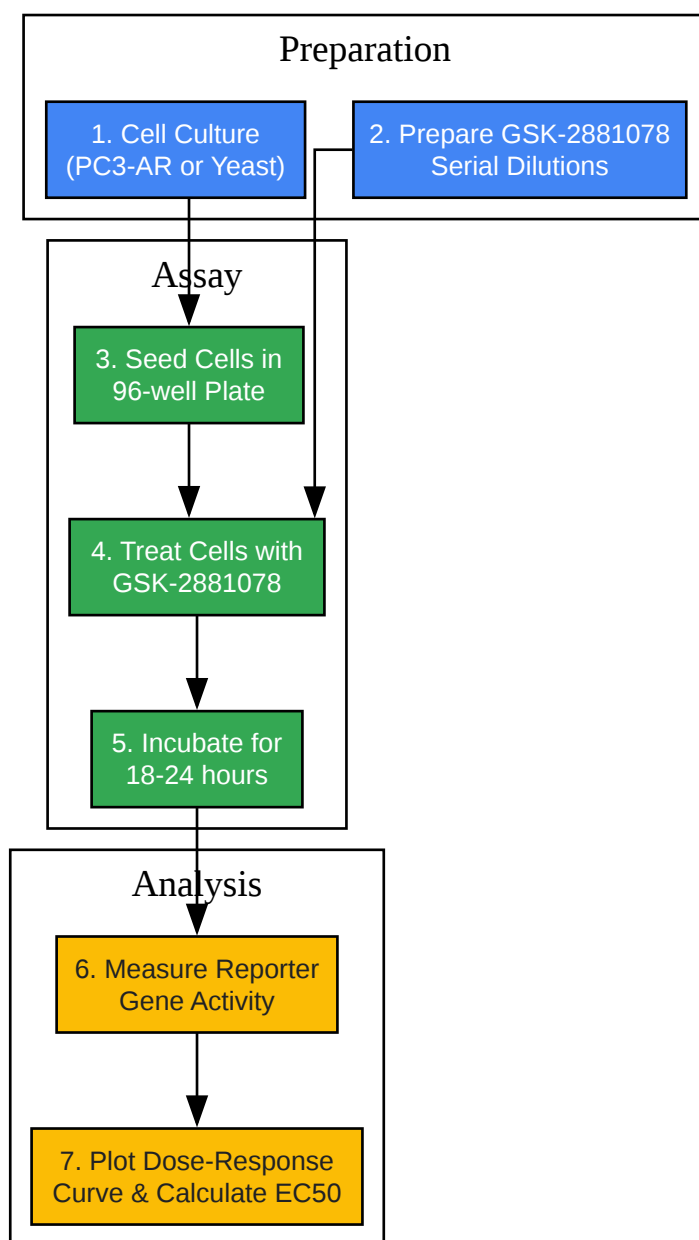 Preparation
1. Cell Culture
(PC3-AR or Yeast)
2. Prepare GSK-2881078
Serial Dilutions
Assay
3. Seed Cells in
96-well Plate
4. Treat Cells with
GSK-2881078
5. Incubate for
18-24 hours
Analysis
6. Measure Reporter
Gene Activity
7. Plot Dose-Response
Curve & Calculate EC50